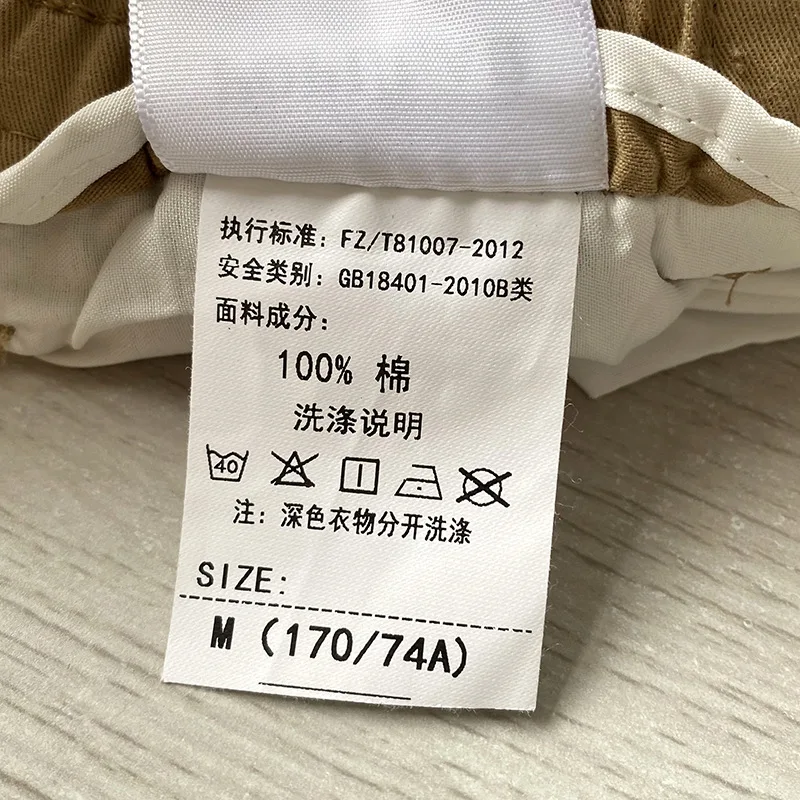 执行标准：FZ/T81007-2012
安全类别：GB18401-2010B类
面料成分：
100% 棉
洗涤说明
40
注：深色衣物分开洗涤
SIZE:
M (170/74A)